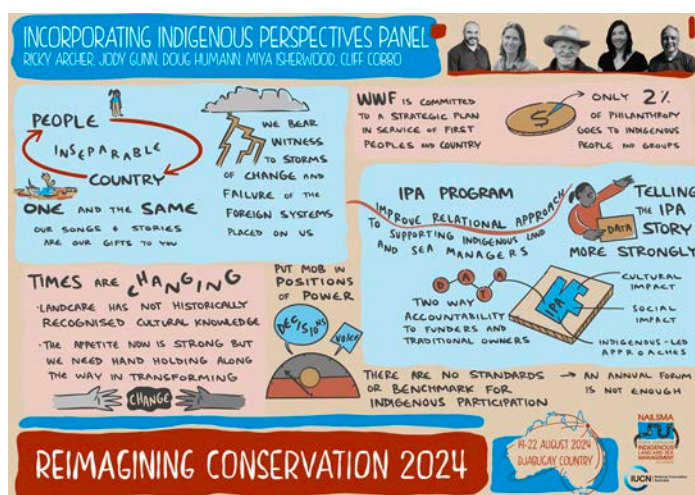 INCORPORATING INDIGENOUS PERSPECTIVES PANEL
RICKY ARCHER, JODY GUNN, DOUG HUMANN, MIYA ISHERWOOD, CLIFF COBBO
PEOPLE
INSEPARABLE
COUNTRY
ONE AND THE SAME
OUR SONGS & STORIES
ARE OUR GIFTS TO YOU
WE BEAR
WITNESS
TO STORMS
OF CHANGE AND
FAILURE OF THE
FOREIGN SYSTEMS
PLACED ON US
WWF IS COMMITTED
TO A STRATEGIC PLAN
IN SERVICE OF FIRST
PEOPLES AND COUNTRY
$
ONLY 2%
OF PHILANTHROPY
GOES TO INDIGENOUS
PEOPLE AND GROUPS
IPA PROGRAM
IMPROVE RELATIONAL APPROACH
TO SUPPORTING INDIGENOUS LAND
AND SEA MANAGERS
DATA
TELLING
THE IPA
STORY
MORE STRONGLY
DATA
TWO WAY
ACCOUNTABILITY
TO FUNDERS AND
TRADITIONAL OWNERS
IPA
CULTURAL
IMPACT
SOCIAL
IMPACT
INDIGENOUS-LED
APPROACHES
TIMES ARE CHANGING
· LANDCARE HAS NOT HISTORICALLY
RECOGNISED CULTURAL KNOWLEDGE
· THE APPETITE NOW IS STRONG BUT
WE NEED HAND HOLDING ALONG
THE WAY IN TRANSFORMING
CHANGE
PUT MOB IN
POSITIONS
OF POWER
VOICE
THERE ARE NO STANDARDS
OR BENCHMARK FOR
INDIGENOUS PARTICIPATION
AN ANNUAL FORUM
IS NOT ENOUGH
REIMAGINING CONSERVATION 2024
19-22 AUGUST 2024
DJABUGAY COUNTRY
NAILSMA
INDIGENOUS
LAND AND SEA
MANAGEMENT
IUCN